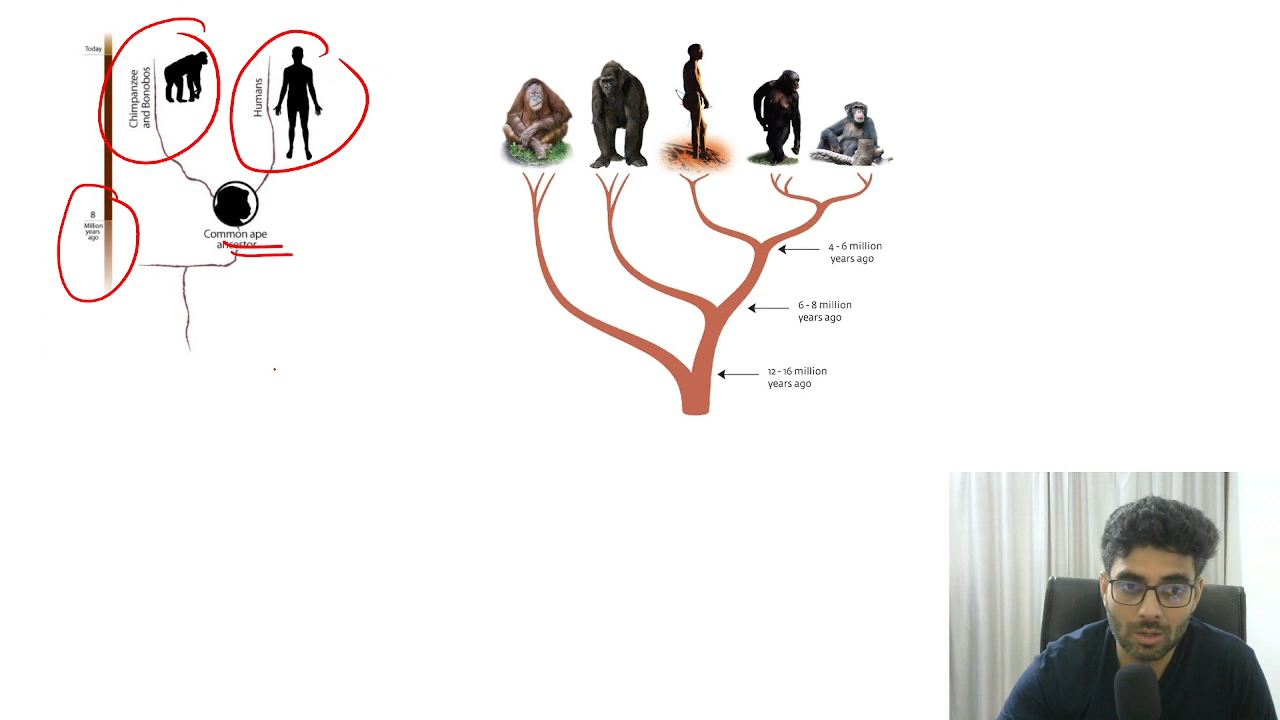 Today
Chimpanzee
and Bonobos
Humans
8
Million
years
ago
Common ape
ancestor
4 - 6 million
years ago
6 - 8 million
years ago
12 - 16 million
years ago